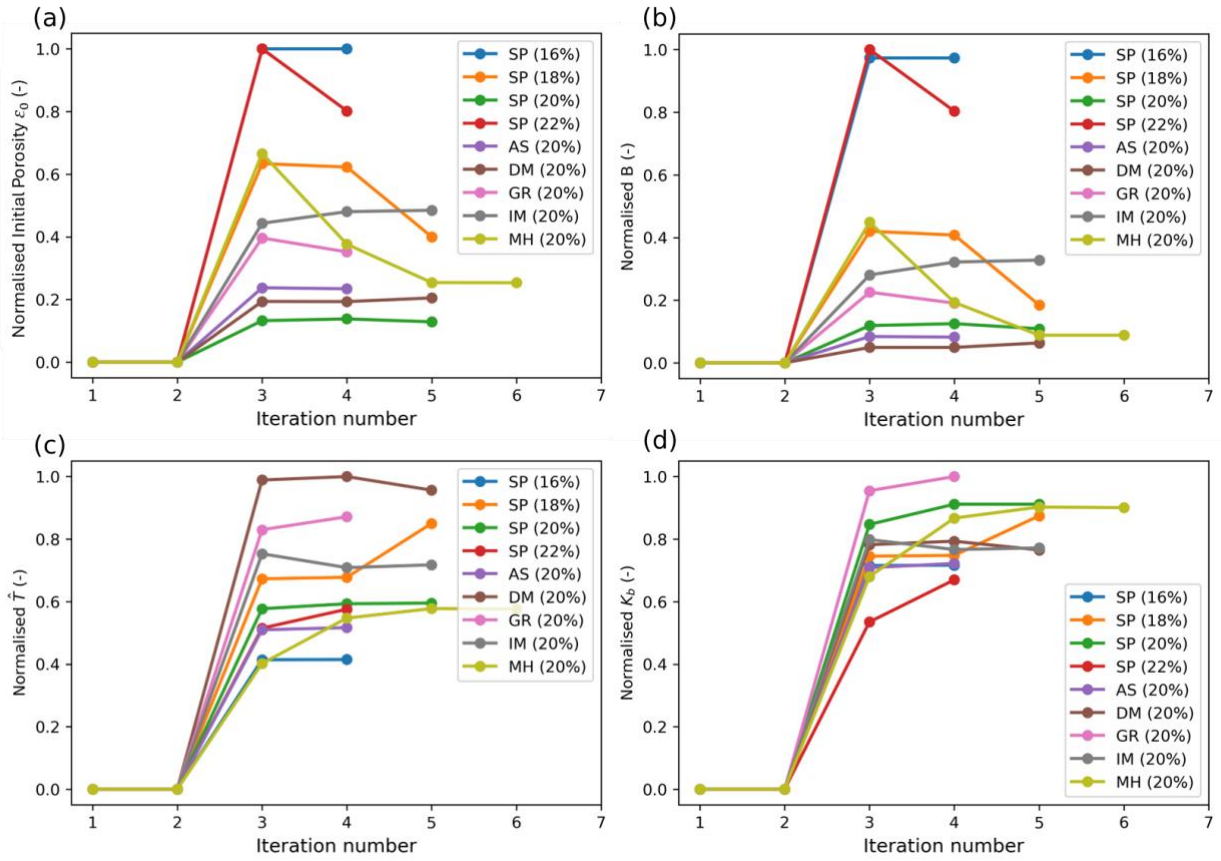 (a)
Normalised Initial Porosity ε₀ (-)
1.0
0.8
0.6
0.4
0.2
0.0
SP (16%)
SP (18%)
SP (20%)
SP (22%)
AS (20%)
DM (20%)
GR (20%)
IM (20%)
MH (20%)
1 2 3 4 5 6 7
Iteration number
(b)
Normalised B (-)
1.0
0.8
0.6
0.4
0.2
0.0
SP (16%)
SP (18%)
SP (20%)
SP (22%)
AS (20%)
DM (20%)
GR (20%)
IM (20%)
MH (20%)
1 2 3 4 5 6 7
Iteration number
(c)
Normalised T̂ (-)
1.0
0.8
0.6
0.4
0.2
0.0
SP (16%)
SP (18%)
SP (20%)
SP (22%)
AS (20%)
DM (20%)
GR (20%)
IM (20%)
MH (20%)
1 2 3 4 5 6 7
Iteration number
(d)
Normalised K_b (-)
1.0
0.8
0.6
0.4
0.2
0.0
SP (16%)
SP (18%)
SP (20%)
SP (22%)
AS (20%)
DM (20%)
GR (20%)
IM (20%)
MH (20%)
1 2 3 4 5 6 7
Iteration number